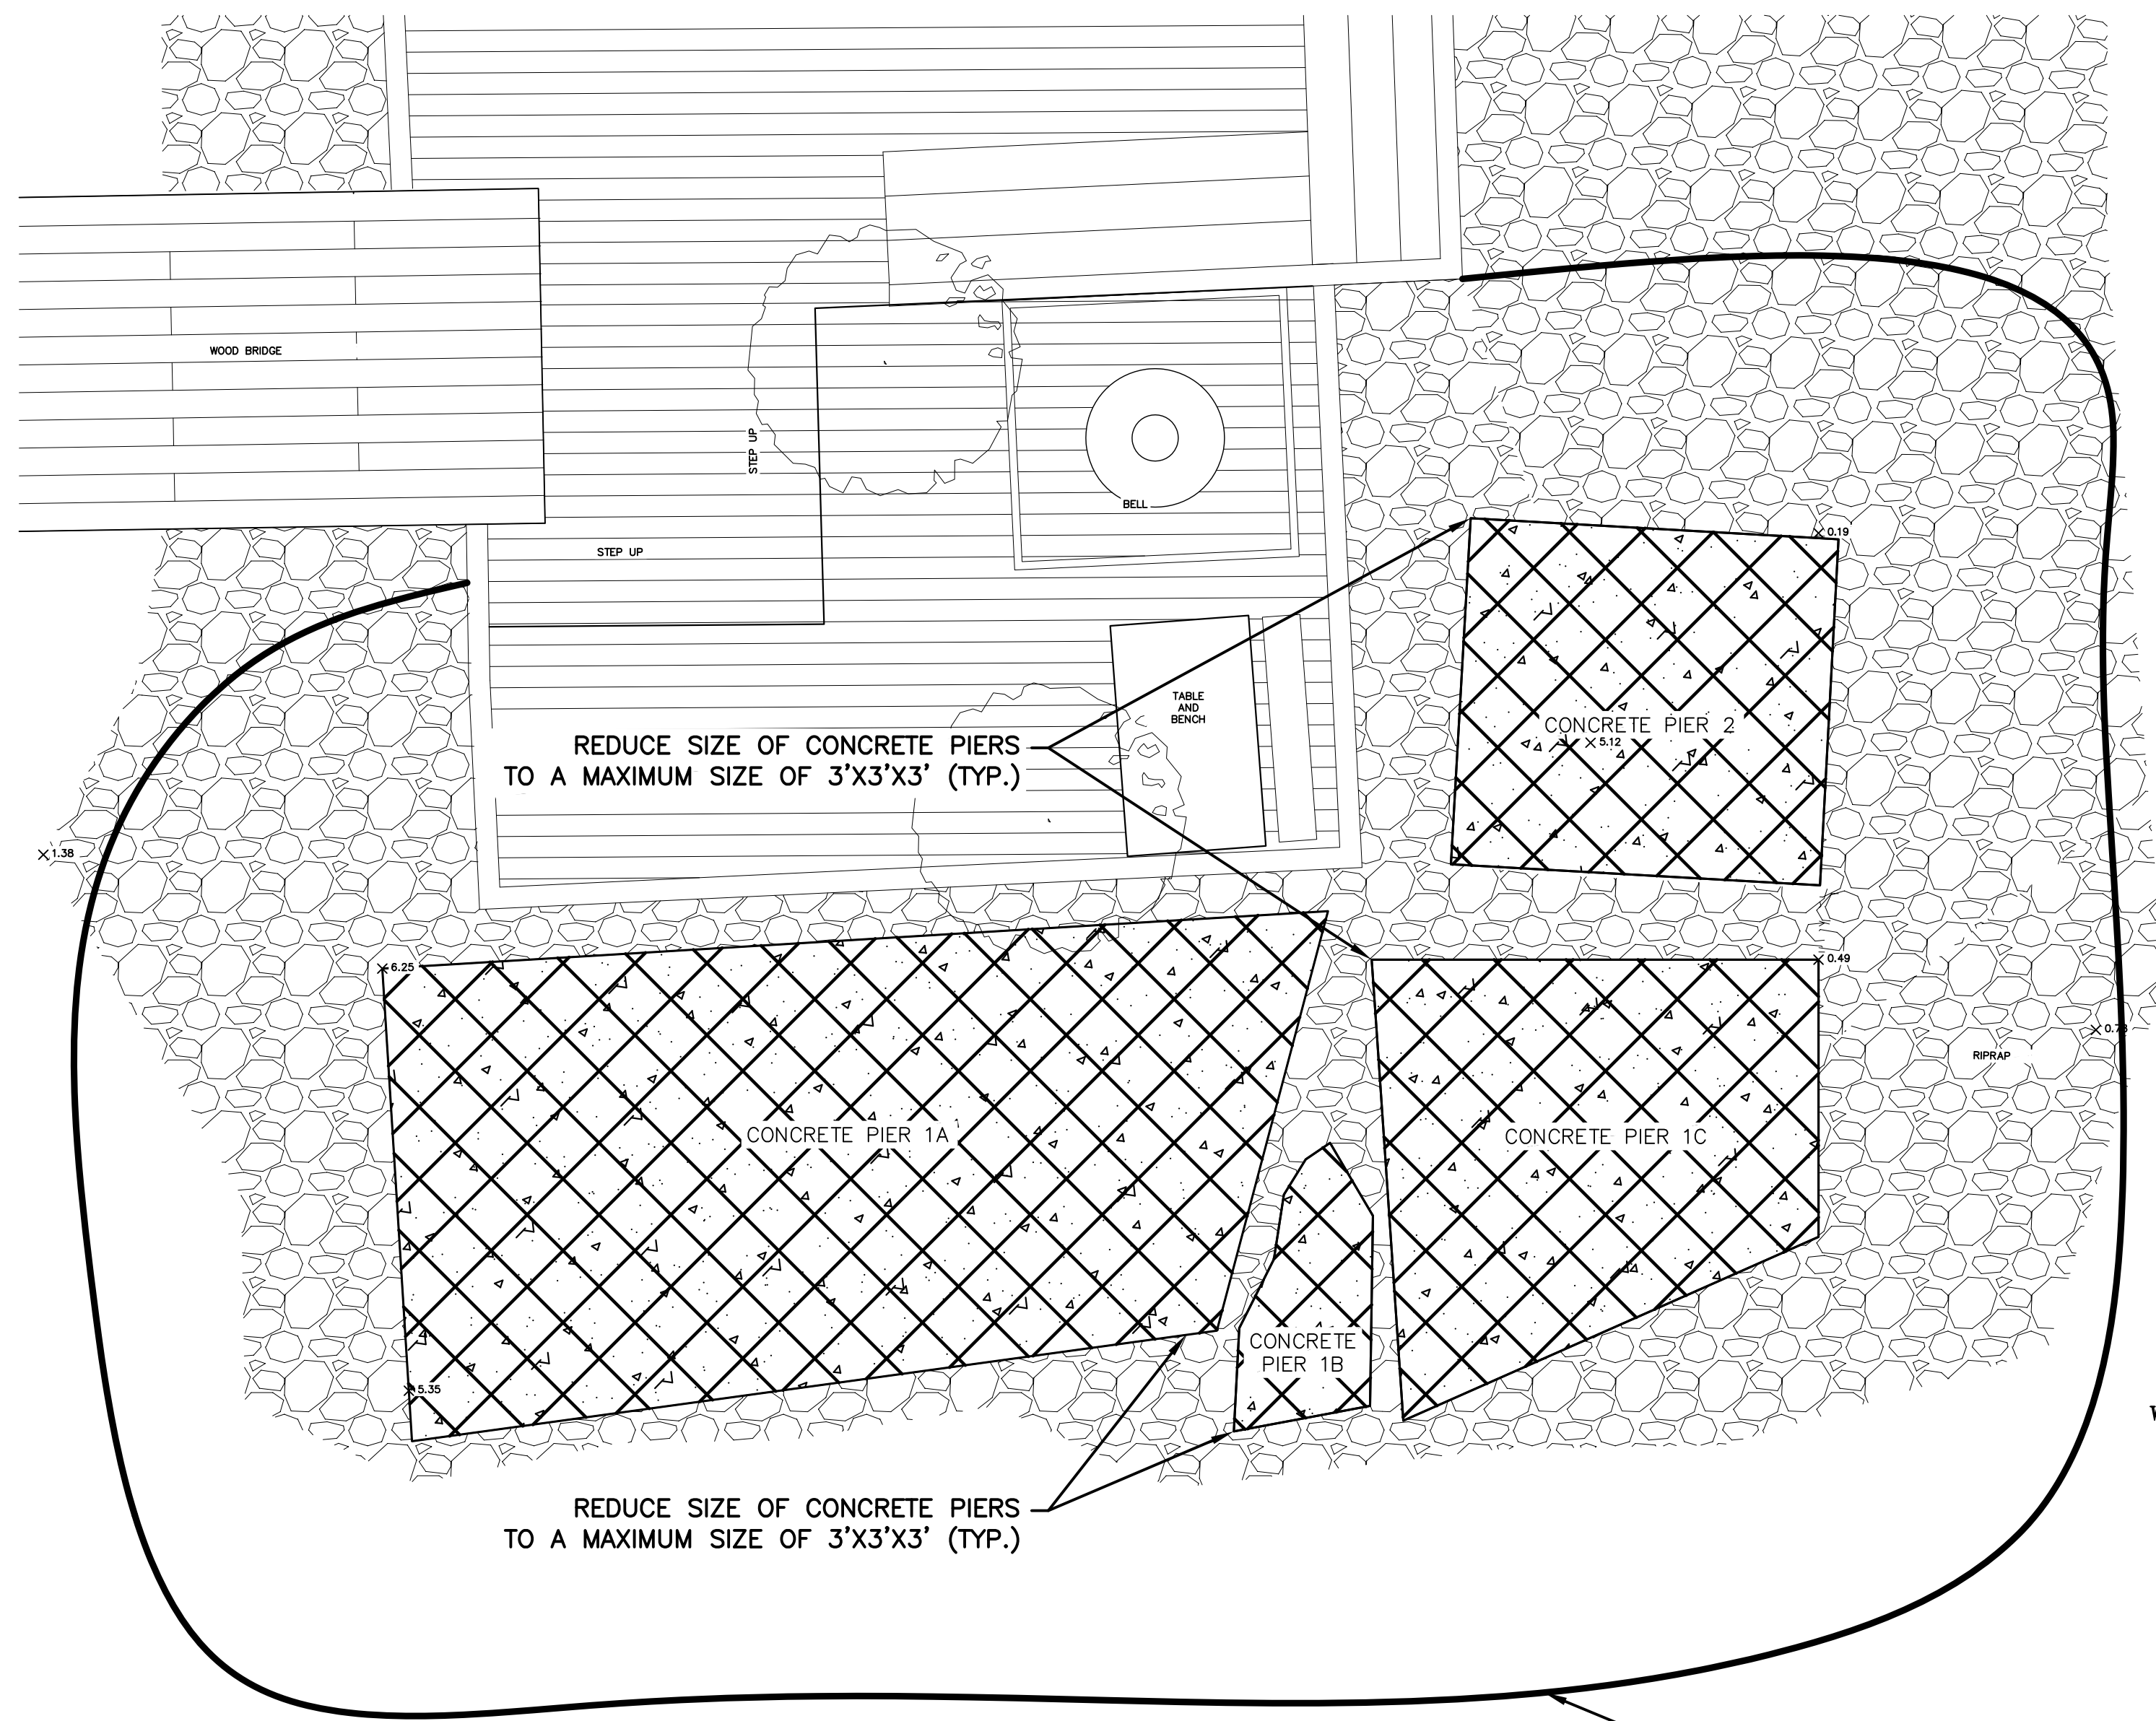 WOOD BRIDGE
STEP UP
STEP UP
BELL
0.19
TABLE
AND
BENCH
CONCRETE PIER 2
5.12
REDUCE SIZE OF CONCRETE PIERS
TO A MAXIMUM SIZE OF 3'X3'X3' (TYP.)
1.38
6.25
0.49
RIPRAP
CONCRETE PIER 1A
CONCRETE PIER 1C
CONCRETE
PIER 1B
5.35
REDUCE SIZE OF CONCRETE PIERS
TO A MAXIMUM SIZE OF 3'X3'X3' (TYP.)